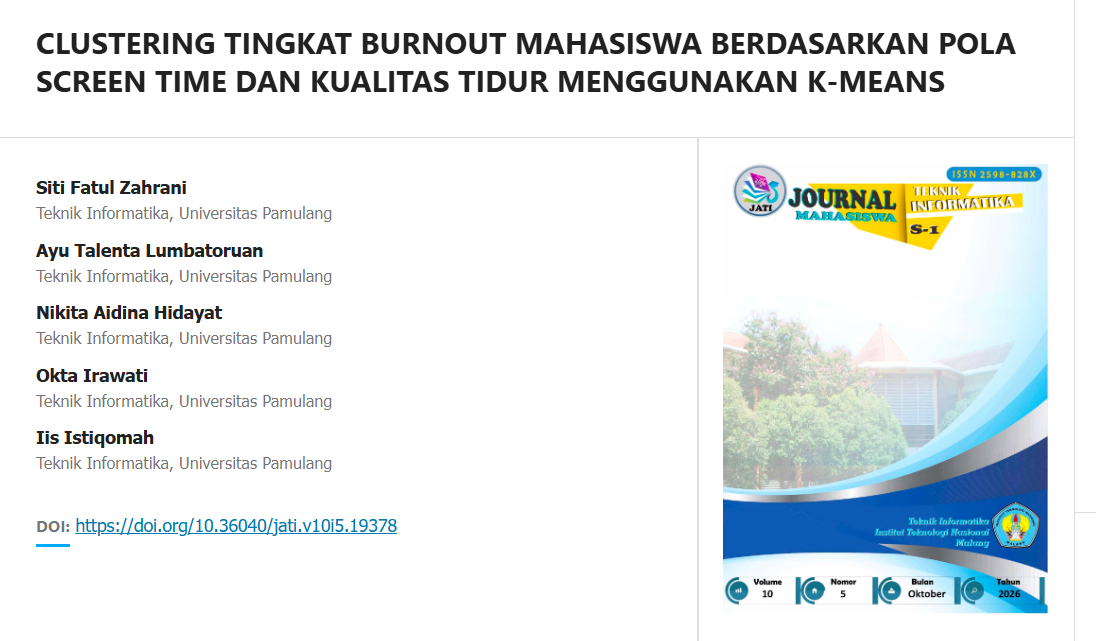 CLUSTERING TINGKAT BURNOUT MAHASISWA BERDASARKAN POLA
SCREEN TIME DAN KUALITAS TIDUR MENGGUNAKAN K-MEANS
Siti Fatul Zahrani
Teknik Informatika, Universitas Pamulang
Ayu Talenta Lumbatoruan
Teknik Informatika, Universitas Pamulang
Nikita Aidina Hidayat
Teknik Informatika, Universitas Pamulang
Okta Irawati
Teknik Informatika, Universitas Pamulang
Iis Istiqomah
Teknik Informatika, Universitas Pamulang
DOI: https://doi.org/10.36040/jati.v10i5.19378
ISSN 2598-828X
JATI
JOURNAL
MAHASISWA
TEKNIK
INFORMATIKA
S-1
Teknik Informatika
Institut Teknologi Nasional
Malang
Volume
10
Nomor
5
Bulan
Oktober
Tahun
2026